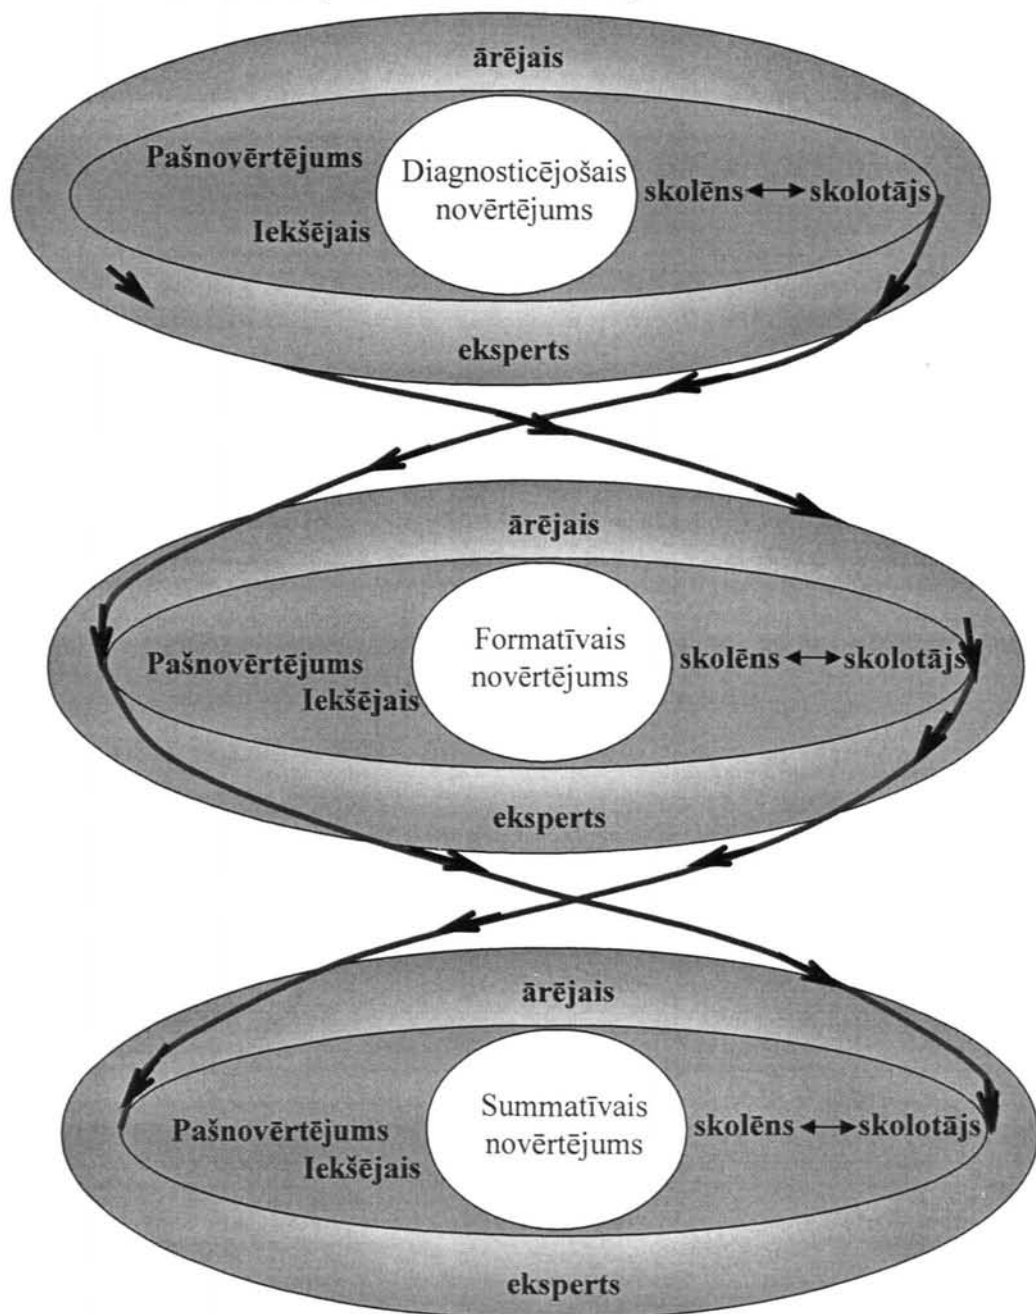 ārējais
Pašnovērtējums
Diagnosticējošais
novērtējums
skolēns skolotājs
Iekšējais
eksperts
ārējais
Pašnovērtējums
Formatīvais
novērtējums
skolēns skolotājs
Iekšējais
eksperts
ārējais
Pašnovērtējums
Summatīvais
novērtējums
skolēns skolotājs
Iekšējais
eksperts